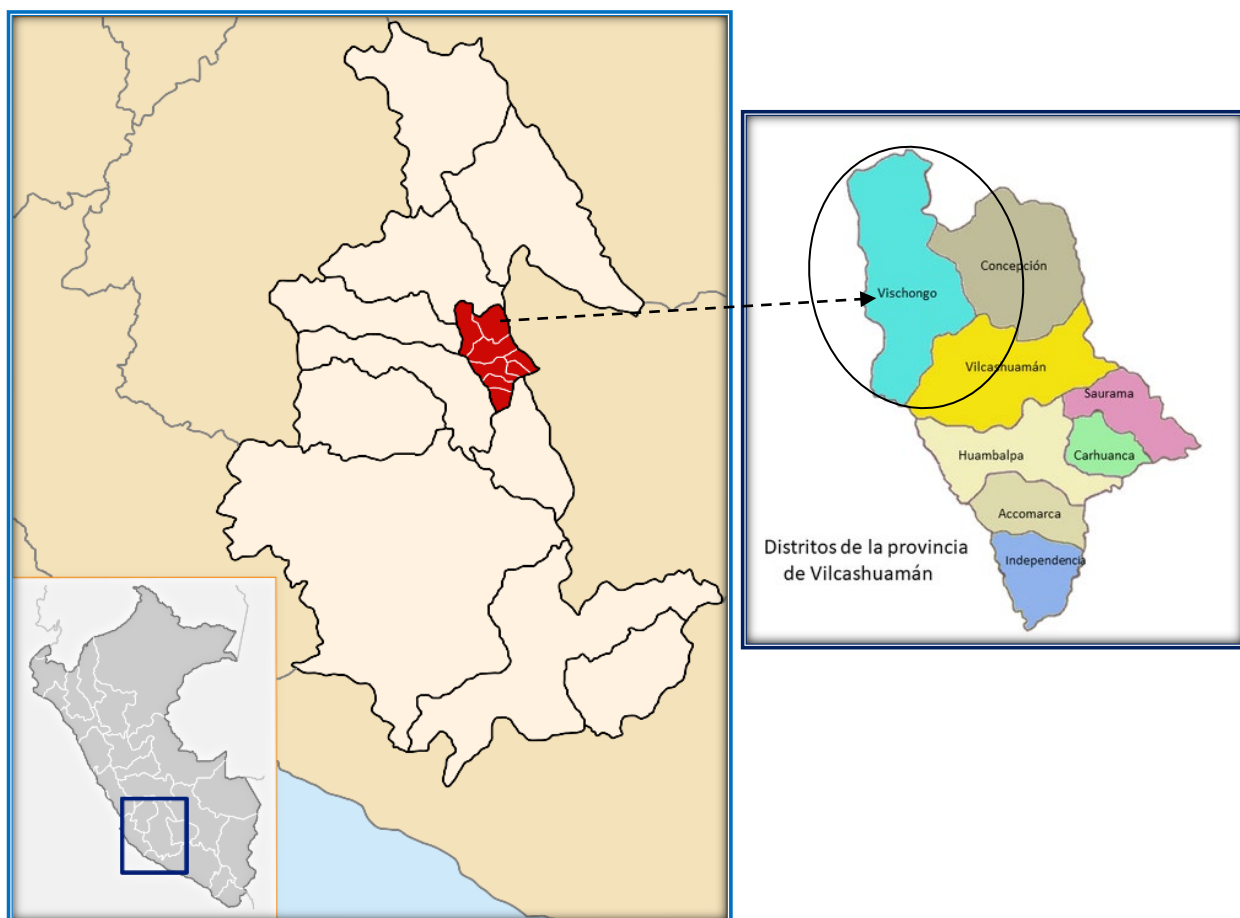 Concepción
Vischongo
Vilcashuamán
Saurama
Huambalpa
Carhuanca
Accomarca
Distritos de la provincia
de Vilcashuamán
Independencia